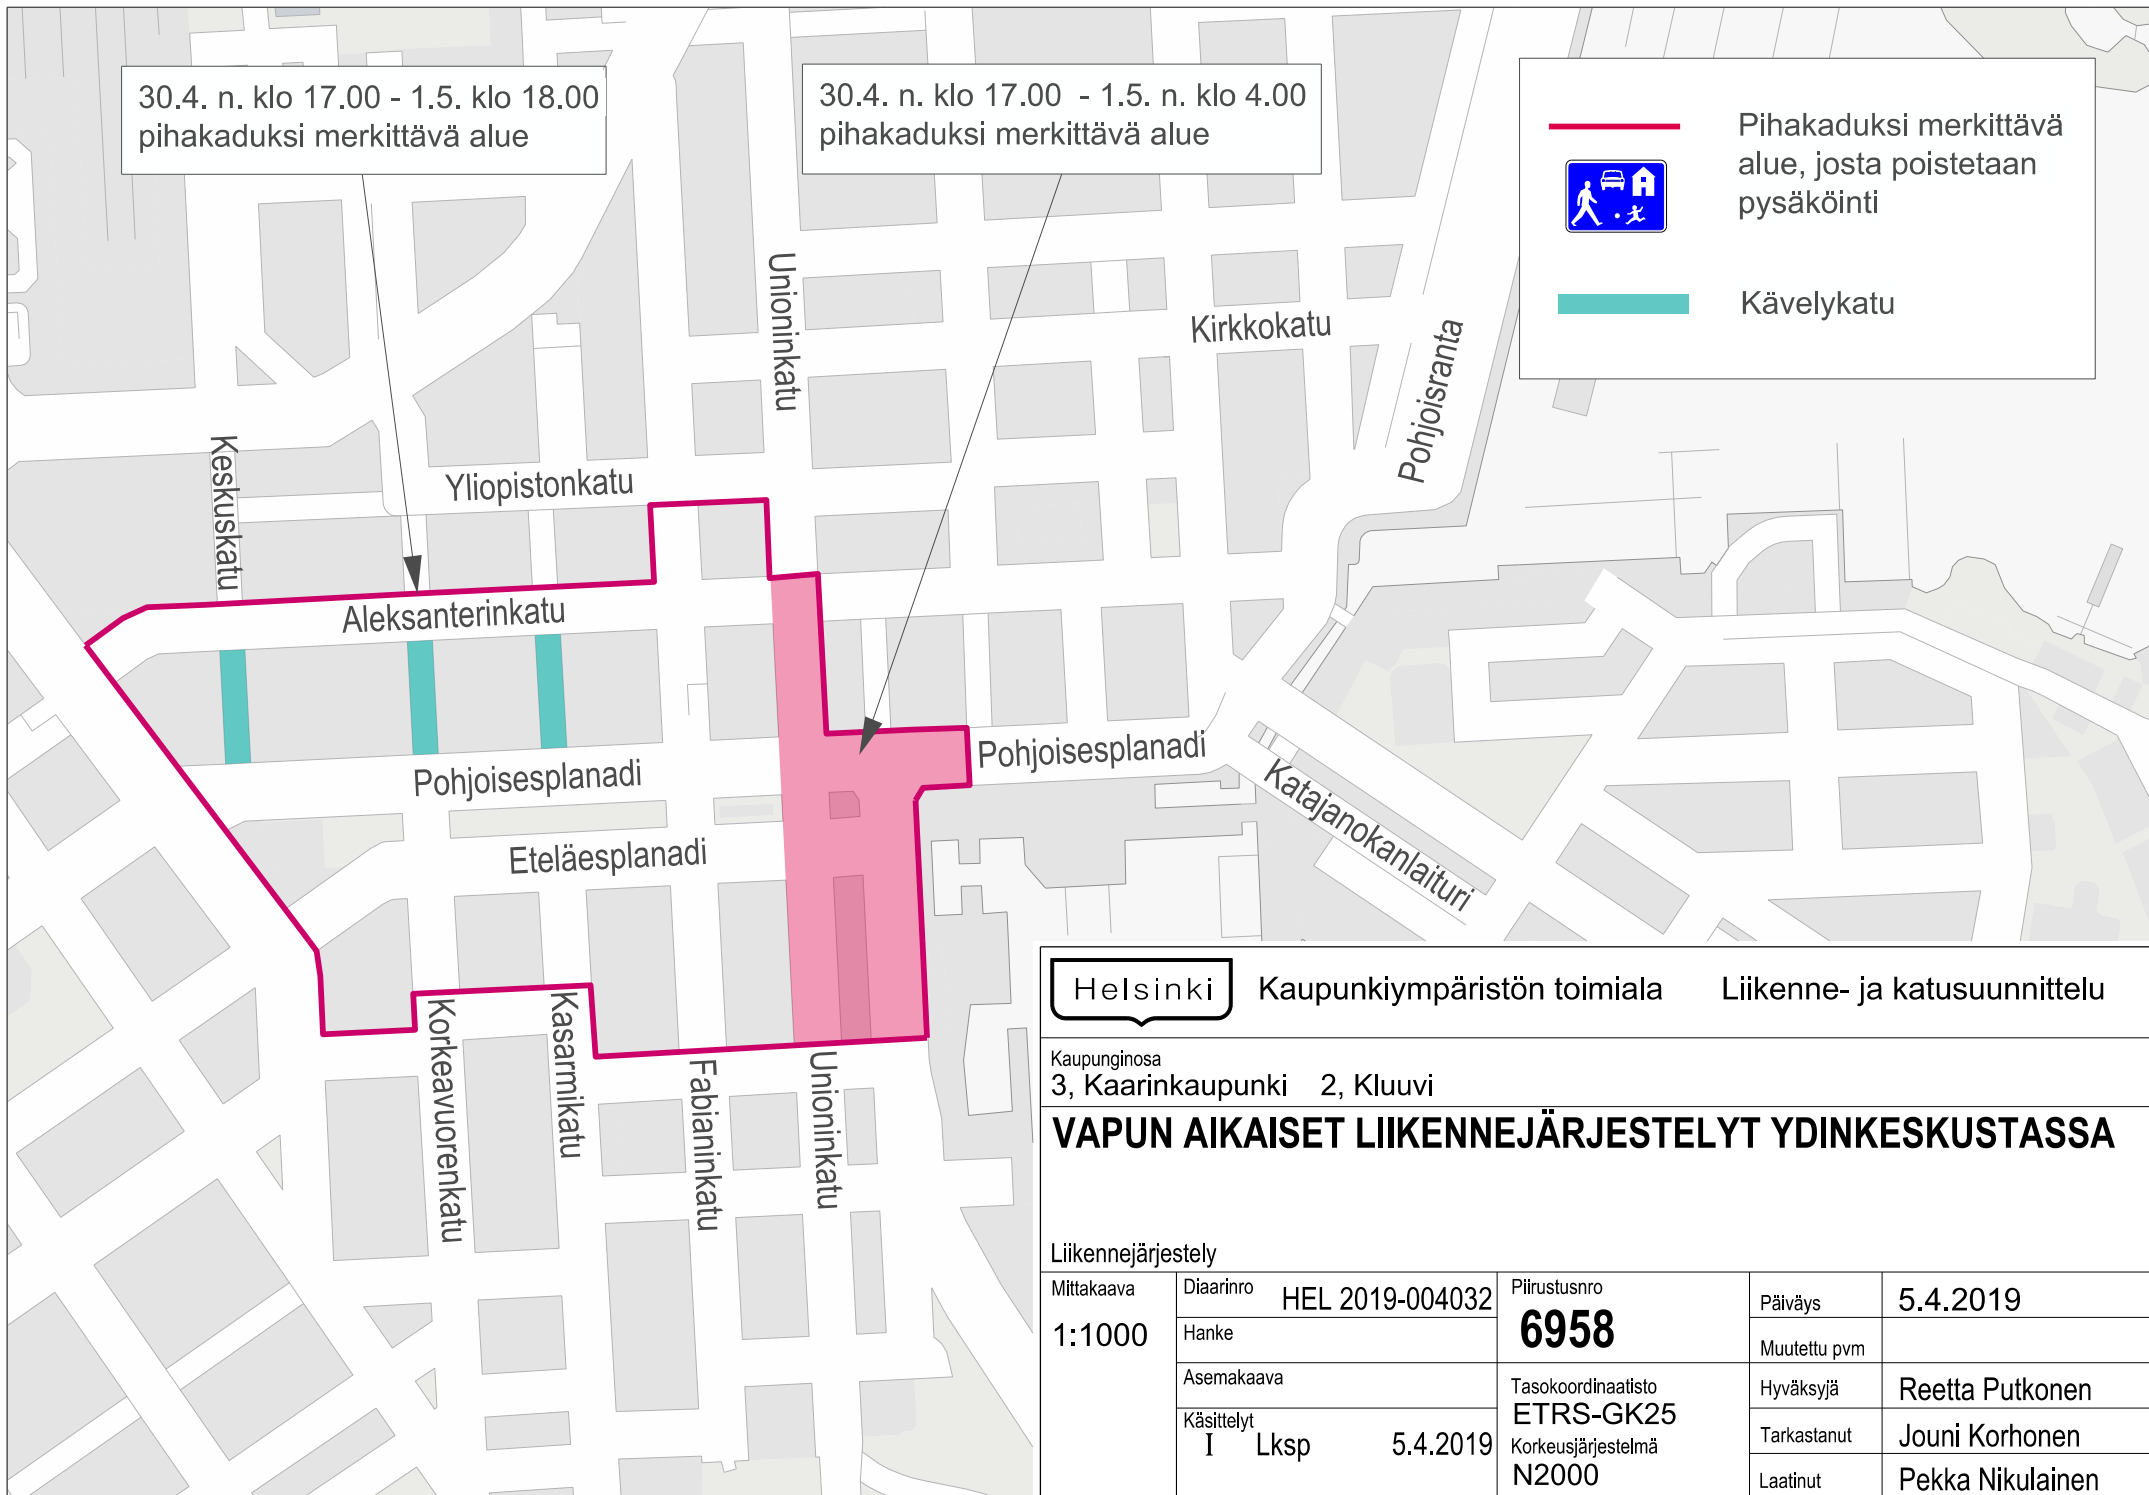 30.4. n. klo 17.00 - 1.5. klo 18.00
pihakaduksi merkittävä alue
30.4. n. klo 17.00 - 1.5. n. klo 4.00
pihakaduksi merkittävä alue
Pihakaduksi merkittävä
alue, josta poistetaan
pysäköinti
Kävelykatu
Unioninkatu
Kirkkokatu
Pohjoisranta
Keskuskatu
Yliopistonkatu
Aleksanterinkatu
Pohjoisesplanadi
Pohjoisesplanadi
Katajanokanlaituri
Eteläesplanadi
Korkeavuorenkatu
Kasarmikatu
Fabianinkatu
Unioninkatu
Helsinki
Kaupunkiympäristön toimiala
Liikenne- ja katusuunnittelu
Kaupunginosa
3, Kaarinkaupunki 2, Kluuvi
VAPUN AIKAISET LIIKENNEJÄRJESTELYT YDINKESKUSTASSA
Liikennejärjestely
Mittakaava
1:1000
Diaarinro HEL 2019-004032
Hanke
Asemakaava
Käsittelyt
I Lksp 5.4.2019
Piirustusnro
6958
Tasokoordinaatisto
ETRS-GK25
Korkeusjärjestelmä
N2000
Päiväys 5.4.2019
Muutettu pvm
Hyväksyjä Reetta Putkonen
Tarkastanut Jouni Korhonen
Laatinut Pekka Nikulainen